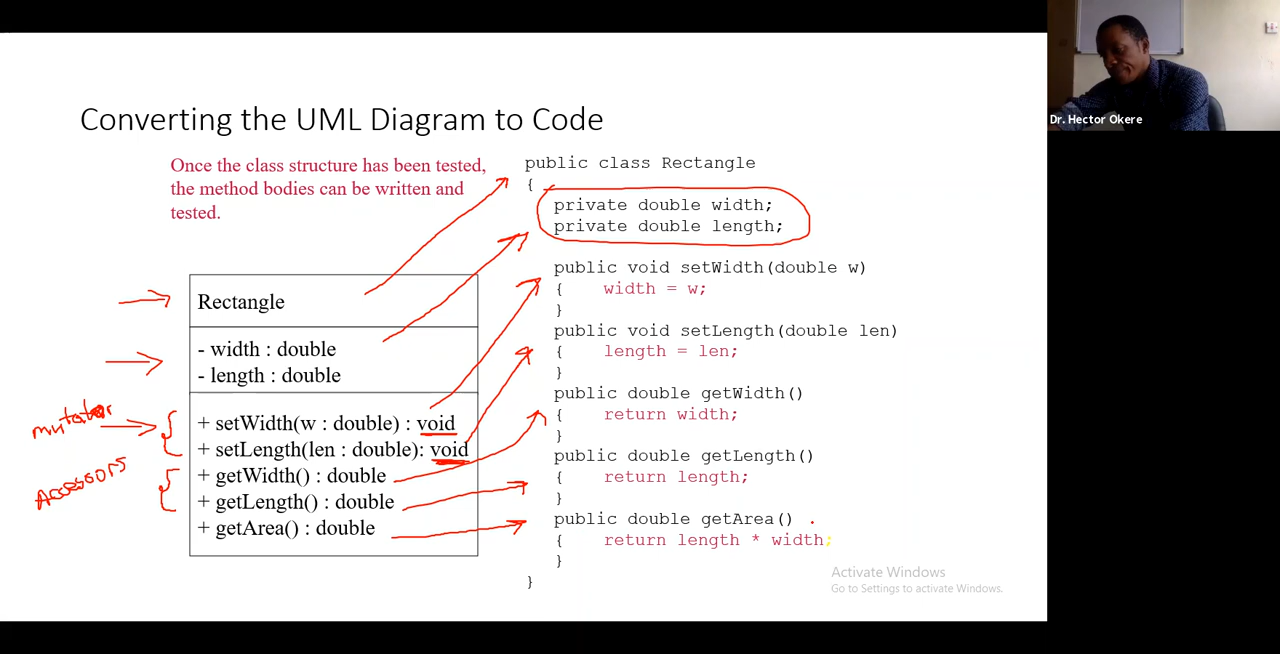 Dr. Hector Okere
Converting the UML Diagram to Code
Once the class structure has been tested,
the method bodies can be written and
tested.
Rectangle
- width : double
- length : double
mutator
Accessors
+ setWidth(w : double) : void
+ setLength(len : double): void
+ getWidth() : double
+ getLength() : double
+ getArea() : double
public class Rectangle
{
private double width;
private double length;
public void setWidth(double w)
{ width = w;
}
public void setLength(double len)
{ length = len;
}
public double getWidth()
{ return width;
}
public double getLength()
{ return length;
}
public double getArea()
{ return length * width;
}
}
Activate Windows
Go to Settings to activate Windows.